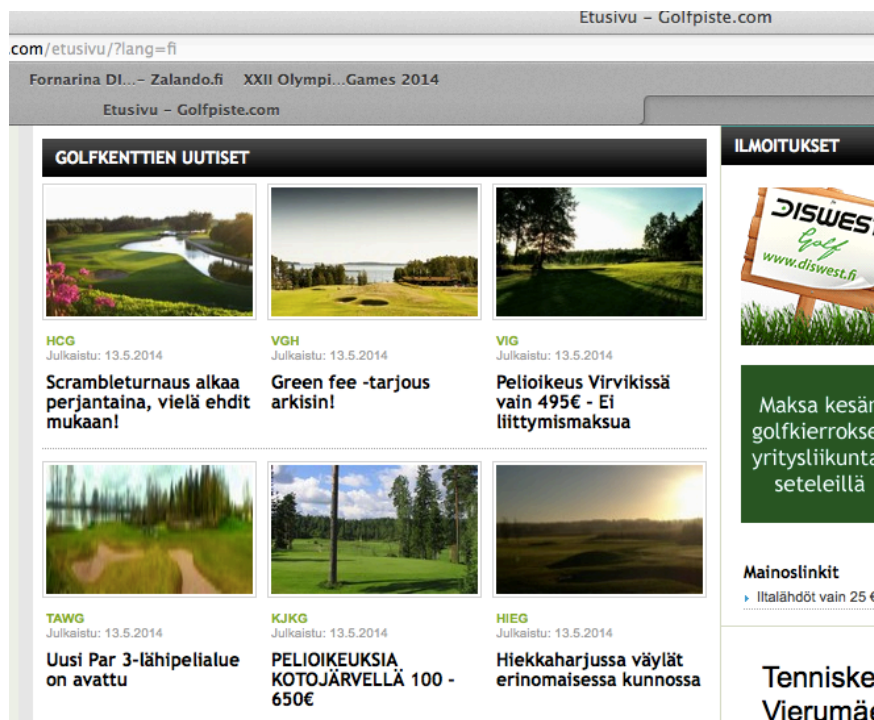 Etusivu – Golfpiste.com
.com/etusivu/?lang=fi
Fornarina DI...– Zalando.fi
XXII Olympi...Games 2014
Etusivu – Golfpiste.com
GOLFKENTTIEN UUTISET
HCG
Julkaistu: 13.5.2014
Scrambleturnaus alkaa
perjantaina, vielä ehdit
mukaan!
VGH
Julkaistu: 13.5.2014
Green fee -tarjous
arkisin!
VIG
Julkaistu: 13.5.2014
Pelioikeus Virvikissä
vain 495€ - Ei
liittymismaksua
TAWG
Julkaistu: 13.5.2014
Uusi Par 3-lähipelialue
on avattu
KJKG
Julkaistu: 13.5.2014
PELIOIKEUKSIA
KOTOJÄRVELLÄ 100 -
650€
HIEG
Julkaistu: 13.5.2014
Hiekkaharjussa väylät
erinomaisessa kunnossa
ILMOITUKSET
DISWEST
Golf
www.diswest.fi
Maksa kesän
golfkierrokse
yritysliikunta
seteleillä
Mainoslinkit
Iltalähdöt vain 25 €
Tenniske
Vierumäe